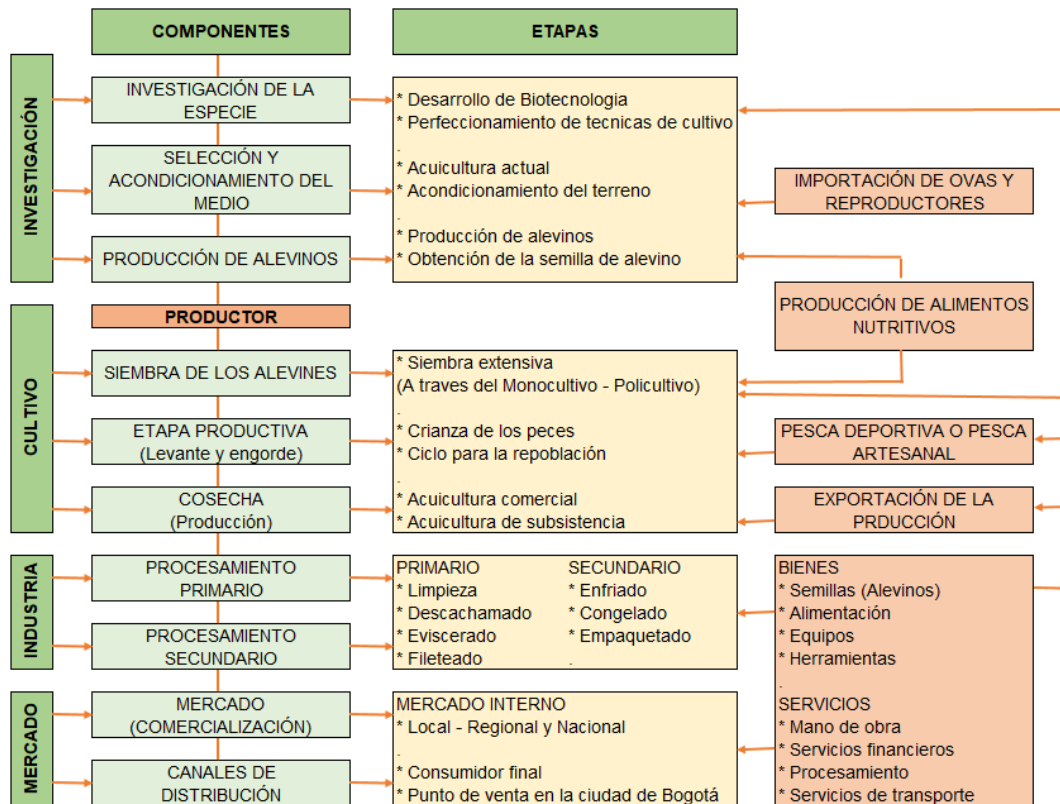 COMPONENTES
ETAPAS
INVESTIGACIÓN
INVESTIGACIÓN DE LA
ESPECIE
* Desarrollo de Biotecnologia
* Perfeccionamiento de tecnicas de cultivo
.
SELECCIÓN Y
ACONDICIONAMIENTO DEL
MEDIO
* Acuicultura actual
* Acondicionamiento del terreno
.
IMPORTACIÓN DE OVAS Y
REPRODUCTORES
PRODUCCIÓN DE ALEVINOS
* Producción de alevinos
* Obtención de la semilla de alevino
PRODUCCIÓN DE ALIMENTOS
NUTRITIVOS
PRODUCTOR
CULTIVO
SIEMBRA DE LOS ALEVINES
* Siembra extensiva
(A traves del Monocultivo - Policultivo)
.
ETAPA PRODUCTIVA
(Levante y engorde)
* Crianza de los peces
* Ciclo para la repoblación
.
PESCA DEPORTIVA O PESCA
ARTESANAL
COSECHA
(Producción)
* Acuicultura comercial
* Acuicultura de subsistencia
EXPORTACIÓN DE LA
PRDUCCIÓN
INDUSTRIA
PROCESAMIENTO
PRIMARIO
PROCESAMIENTO
SECUNDARIO
PRIMARIO
* Limpieza
* Descachamado
* Eviscerado
* Fileteado
SECUNDARIO
* Enfriado
* Congelado
* Empaquetado
.
BIENES
* Semillas (Alevinos)
* Alimentación
* Equipos
* Herramientas
.
SERVICIOS
* Mano de obra
* Servicios financieros
* Procesamiento
* Servicios de transporte
MERCADO
MERCADO
(COMERCIALIZACIÓN)
CANALES DE
DISTRIBUCIÓN
MERCADO INTERNO
* Local - Regional y Nacional
.
* Consumidor final
* Punto de venta en la ciudad de Bogotá